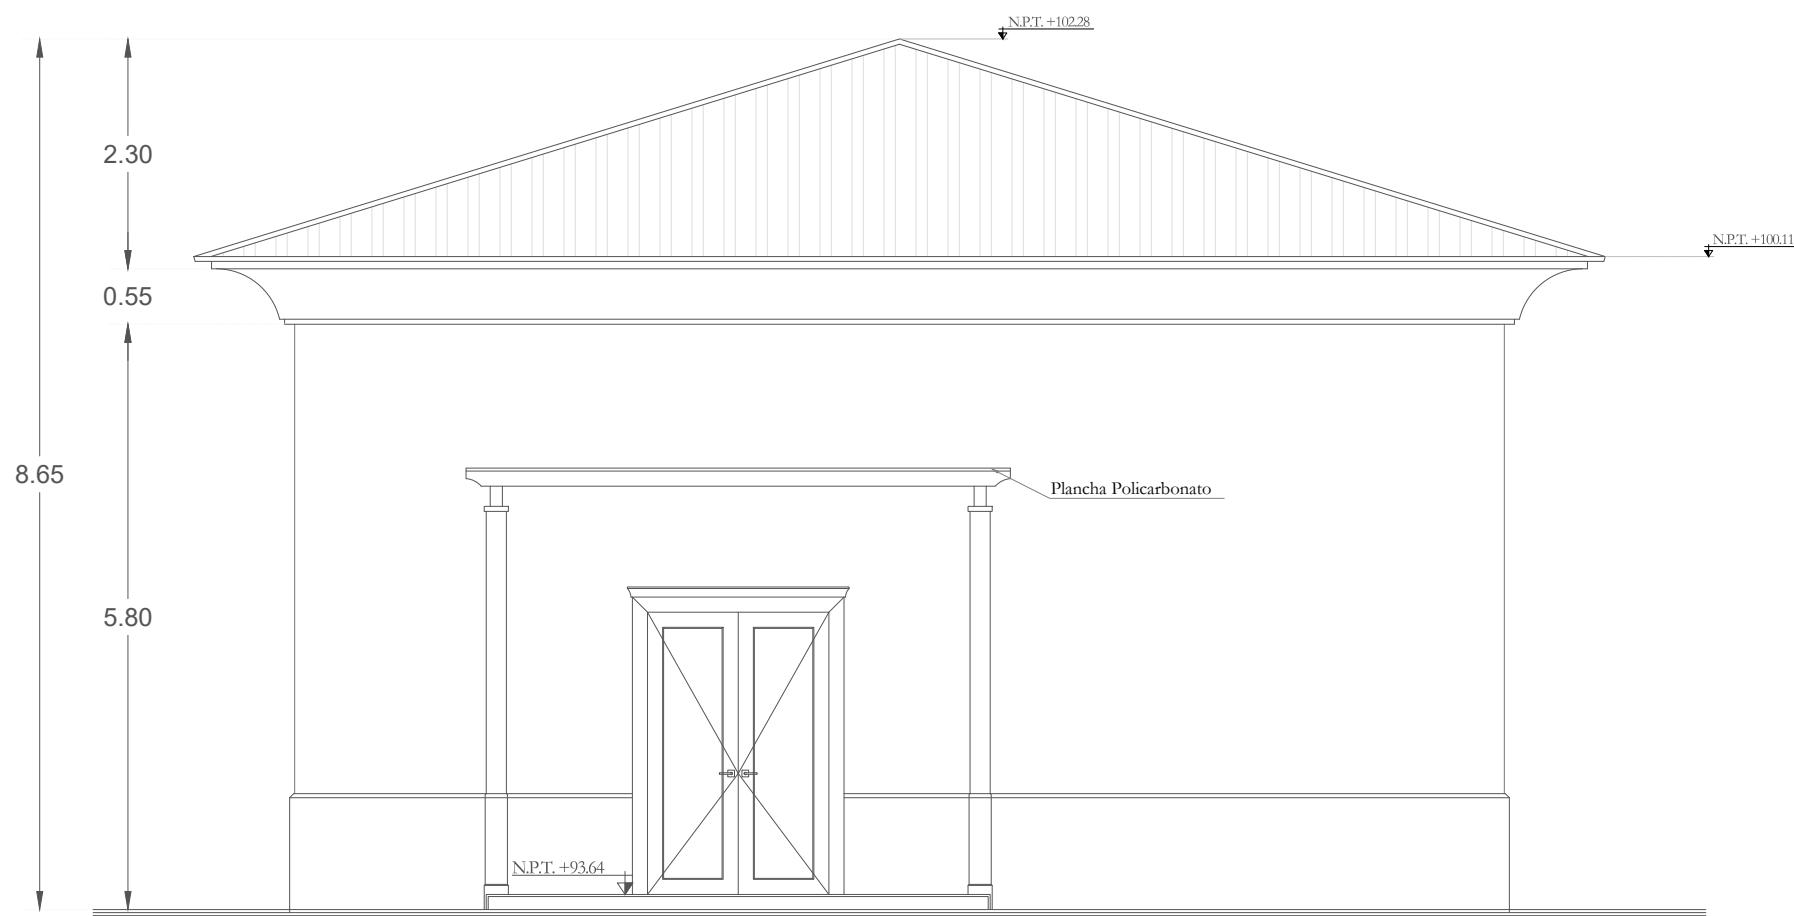 N.P.T. +102.28
2.30
N.P.T. +100.11
0.55
8.65
Plancha Policarbonato
5.80
N.P.T. +93.64